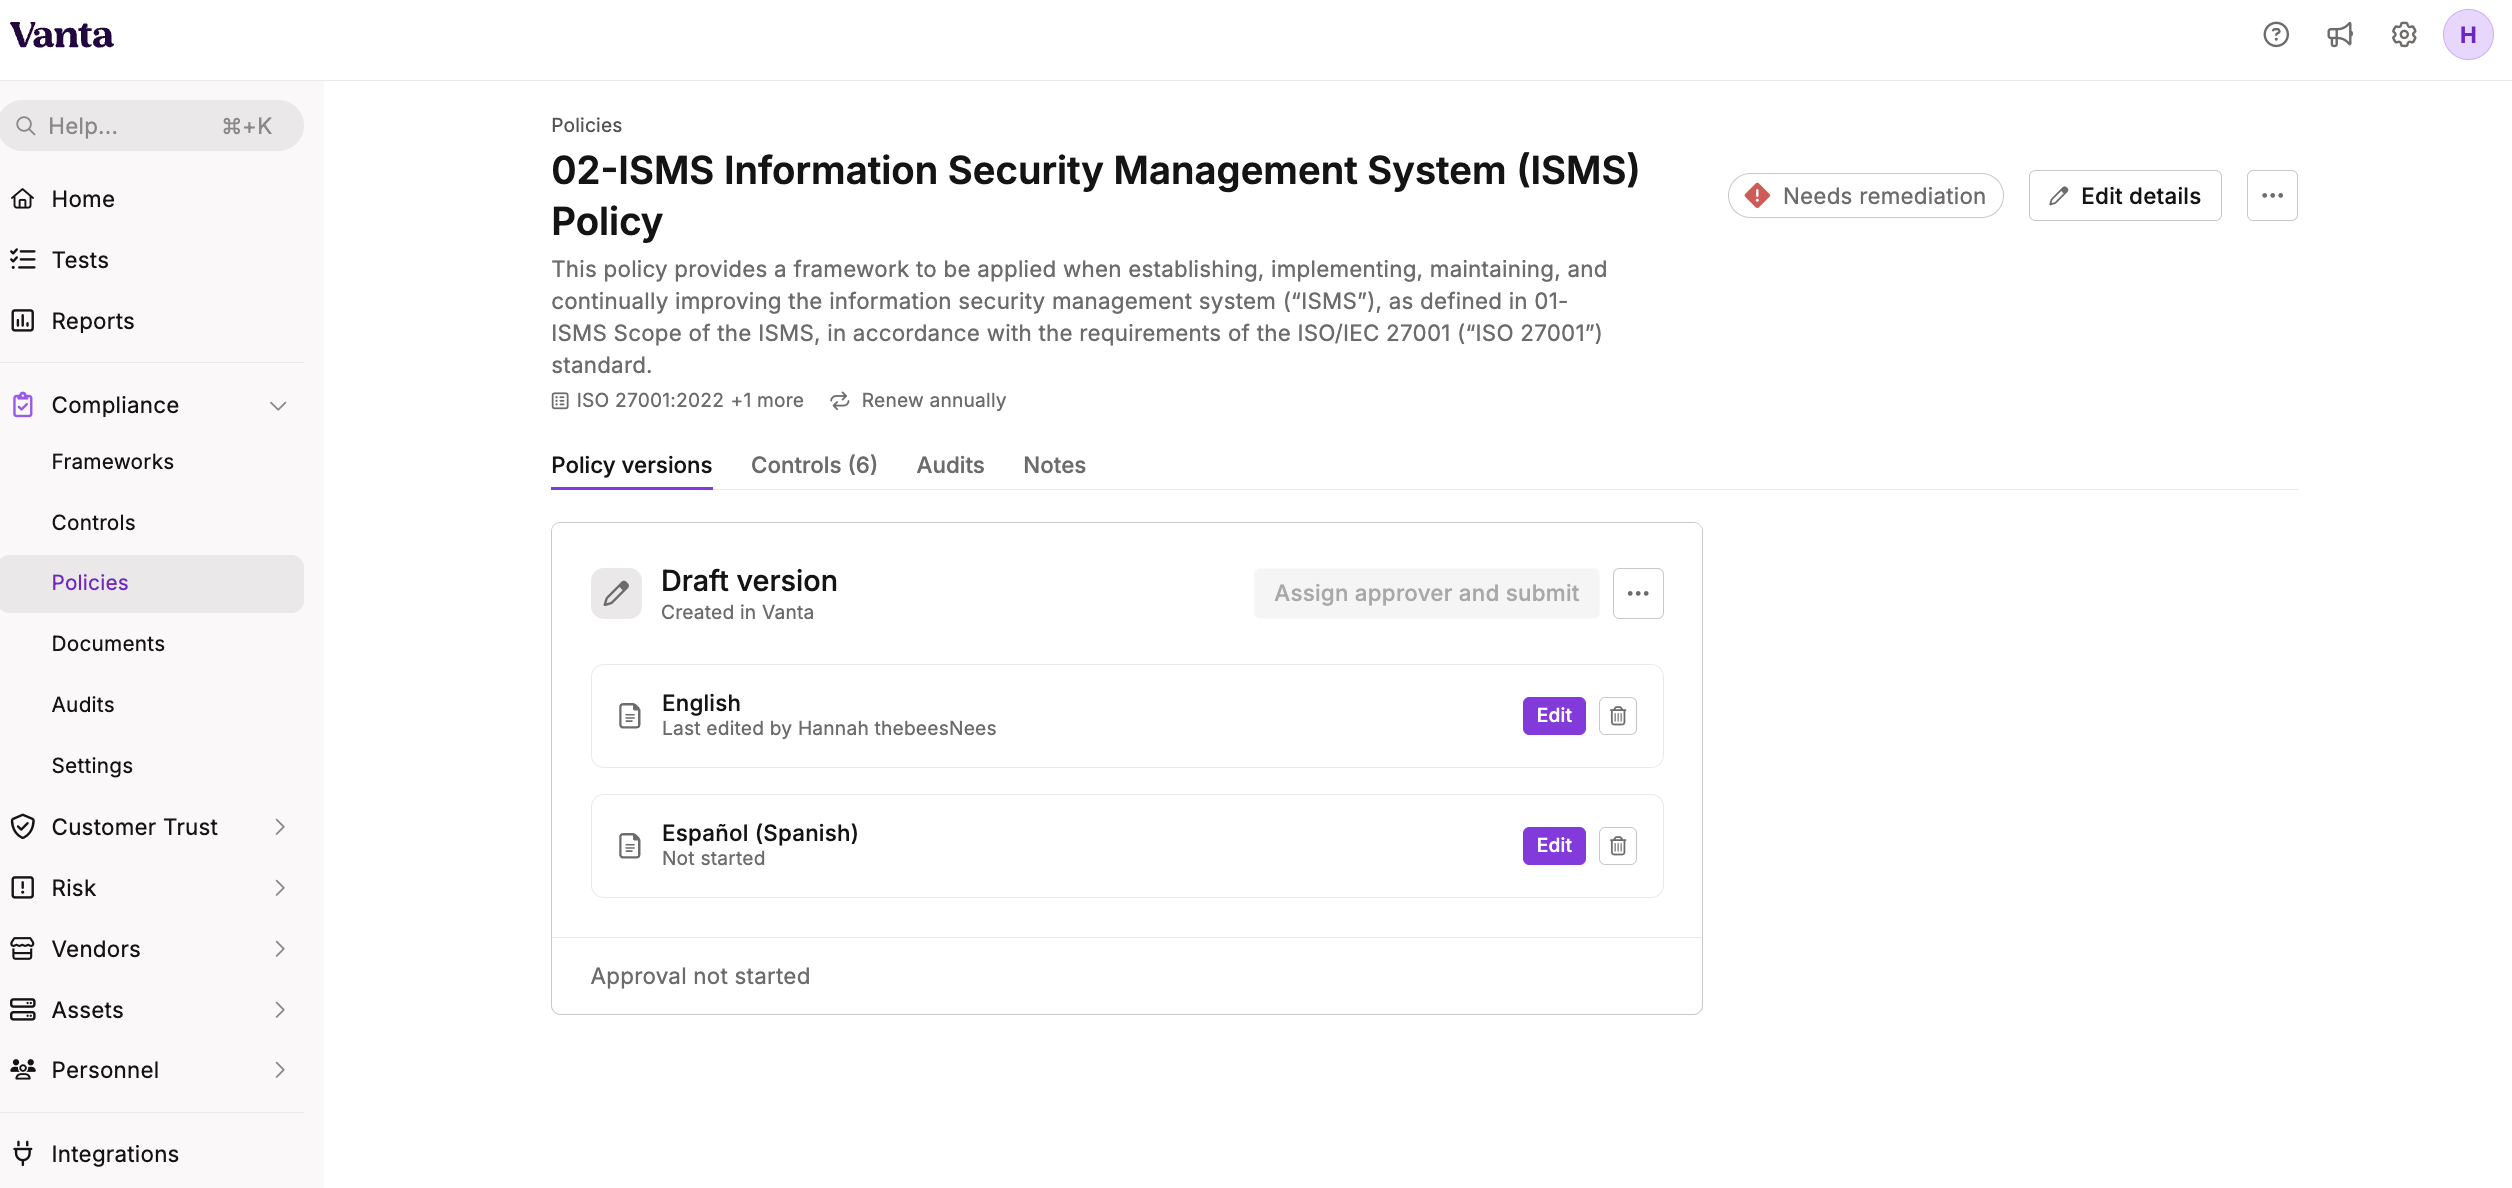 Vanta
H
Help...
⌘+K
Home
Tests
Reports
Compliance
Frameworks
Controls
Policies
Documents
Audits
Settings
Customer Trust
Risk
Vendors
Assets
Personnel
Integrations
Policies
02-ISMS Information Security Management System (ISMS)
Policy
Needs remediation
Edit details
This policy provides a framework to be applied when establishing, implementing, maintaining, and
continually improving the information security management system (“ISMS”), as defined in 01-
ISMS Scope of the ISMS, in accordance with the requirements of the ISO/IEC 27001 (“ISO 27001”)
standard.
ISO 27001:2022 +1 more
Renew annually
Policy versions
Controls (6)
Audits
Notes
Draft version
Created in Vanta
Assign approver and submit
English
Last edited by Hannah thebeesNees
Edit
Español (Spanish)
Not started
Edit
Approval not started